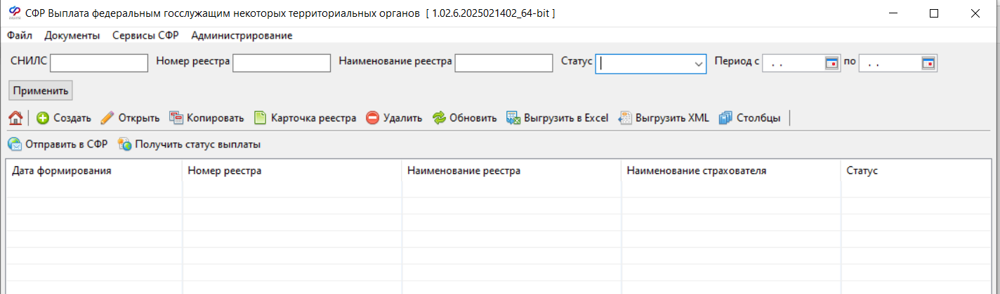 СФР Выплата федеральным госслужащим некоторых территориальных органов [ 1.02.6.2025021402_64-bit ]
Файл Документы Сервисы СФР Администрирование
СНИЛС Номер реестра Наименование реестра Статус Период с . . по . .
Применить
Создать Открыть Копировать Карточка реестра Удалить Обновить Выгрузить в Excel Выгрузить XML Столбцы
Отправить в СФР Получить статус выплаты
Дата формирования Номер реестра Наименование реестра Наименование страхователя Статус